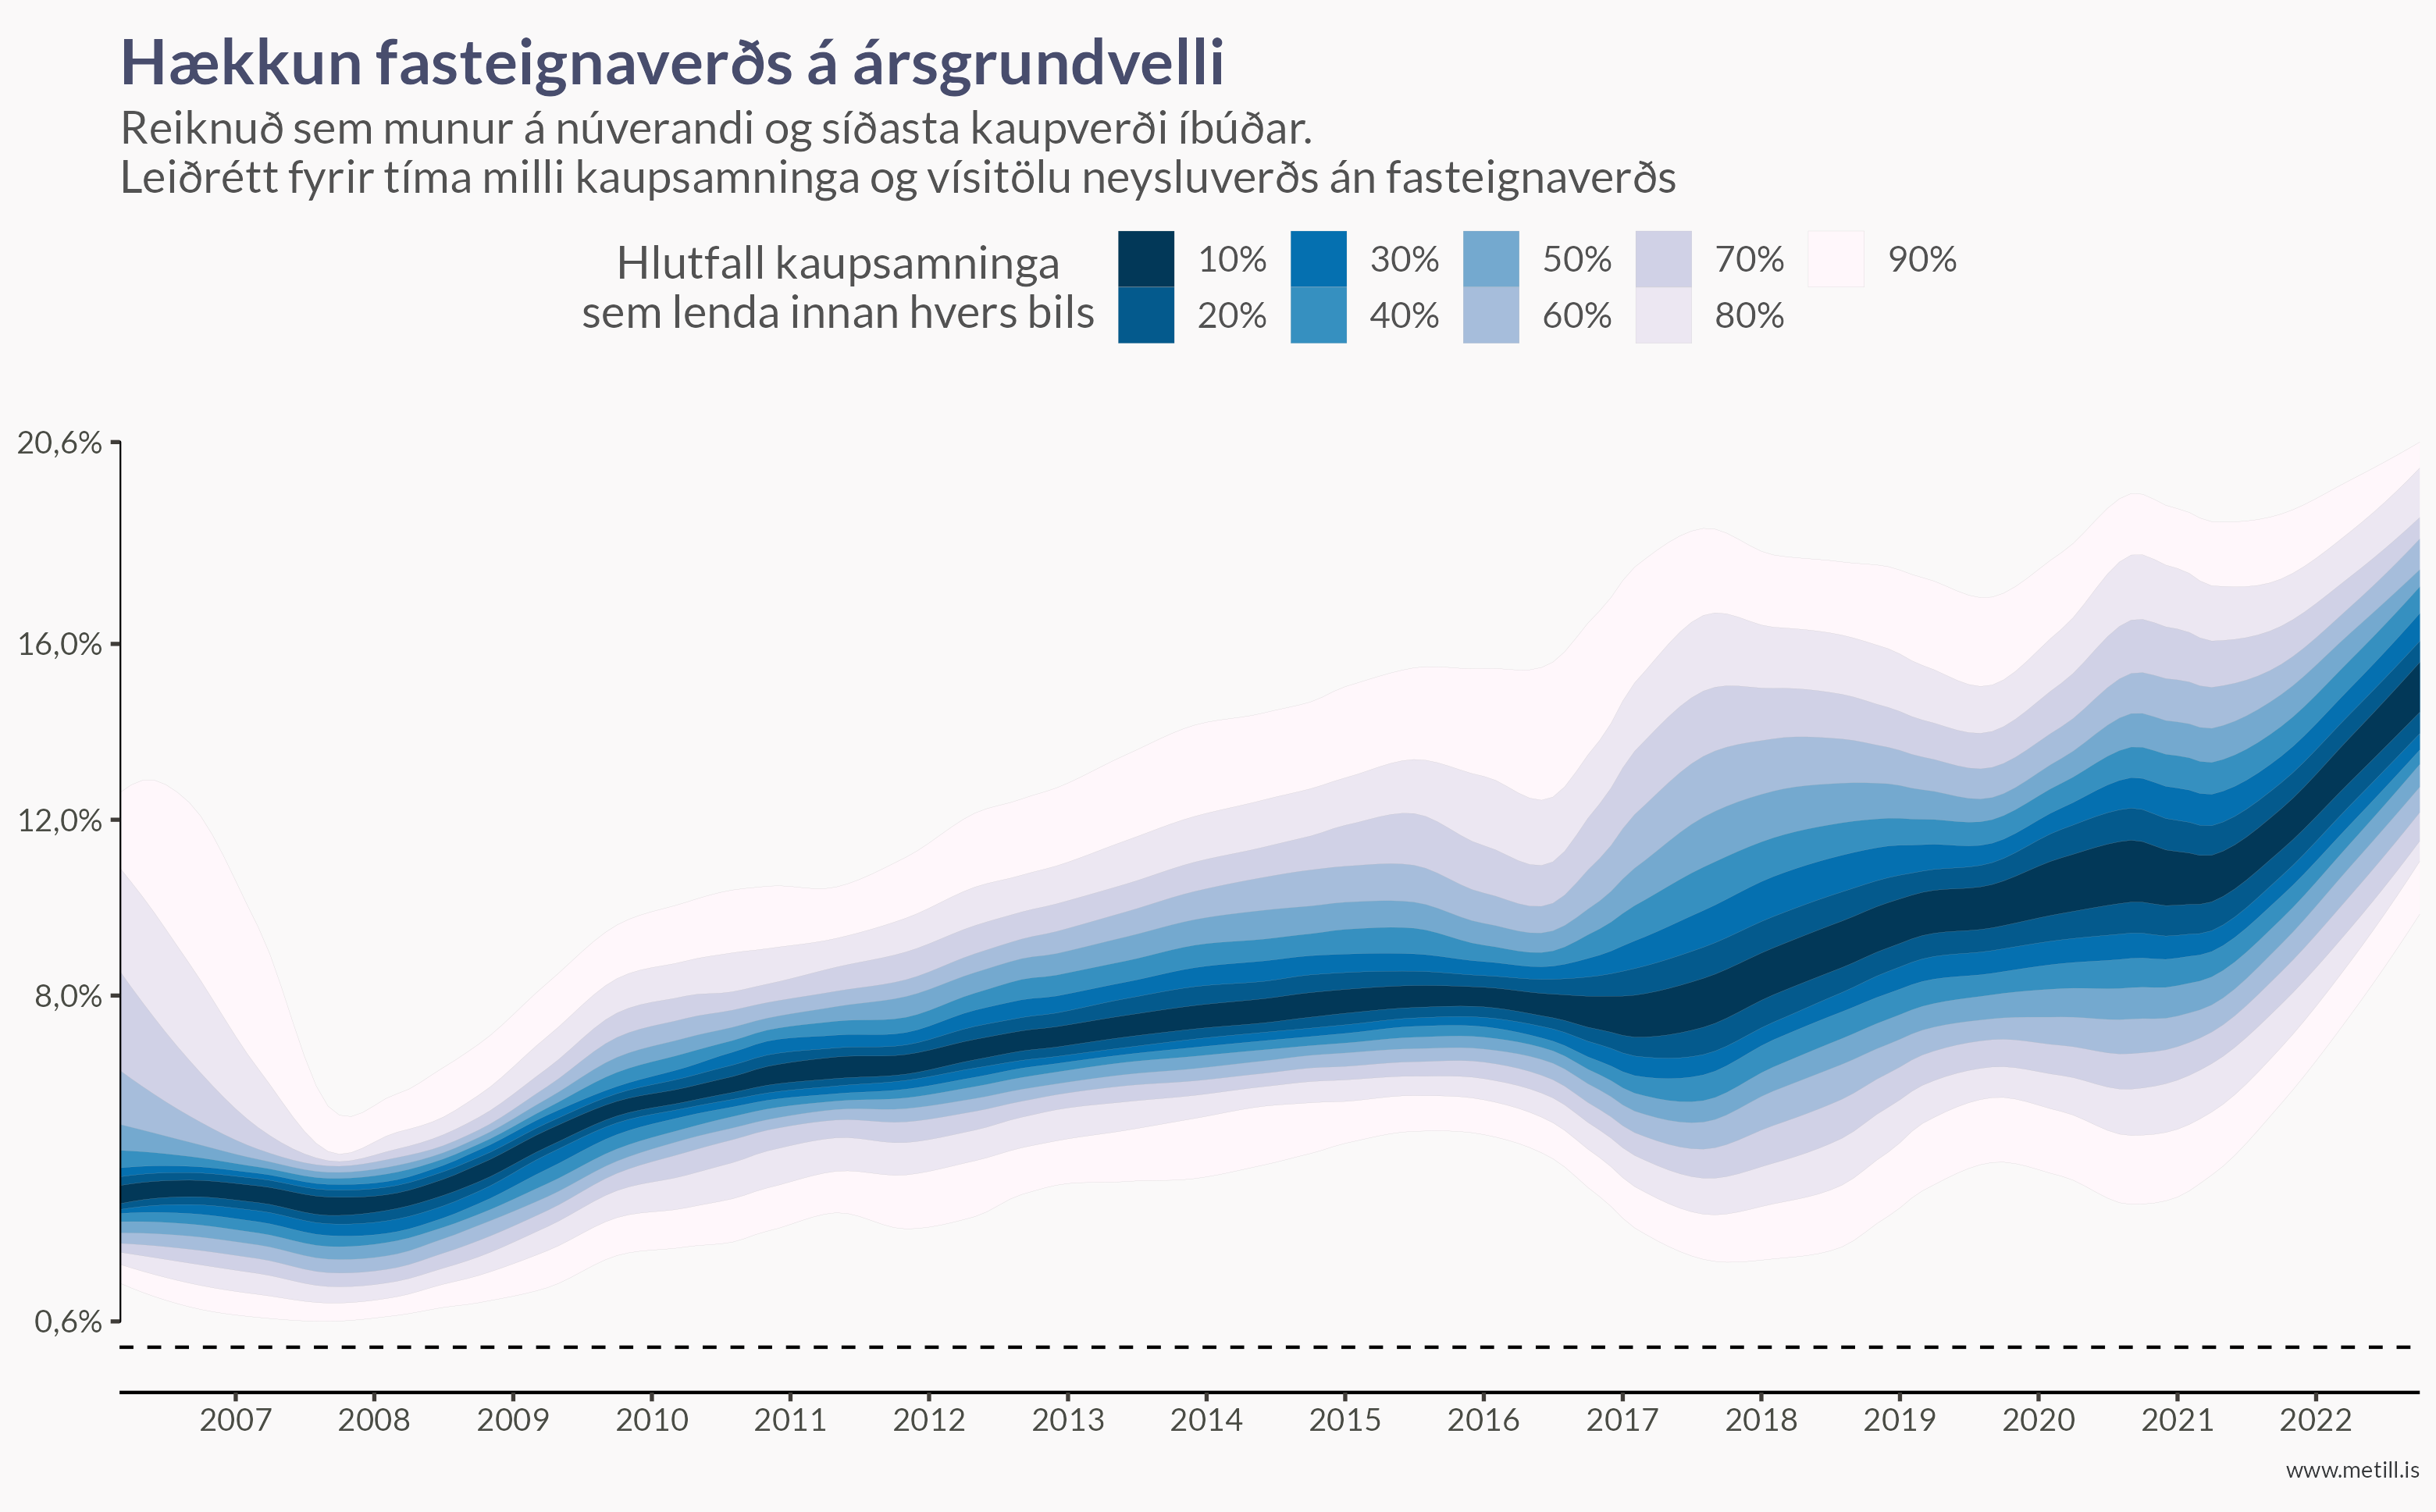 Hækkun fasteignaverðs á ársgrundvelli
Reiknuð sem munur á núverandi og síðasta kaupverði íbúðar.
Leiðrétt fyrir tíma milli kaupsamninga og vísitölu neysluverðs án fasteignaverðs
Hlutfall kaupsamninga
sem lenda innan hvers bils
10% 30% 50% 70% 90%
20% 40% 60% 80%
20,6%
16,0%
12,0%
8,0%
0,6%
2007 2008 2009 2010 2011 2012 2013 2014 2015 2016 2017 2018 2019 2020 2021 2022
www.metill.is